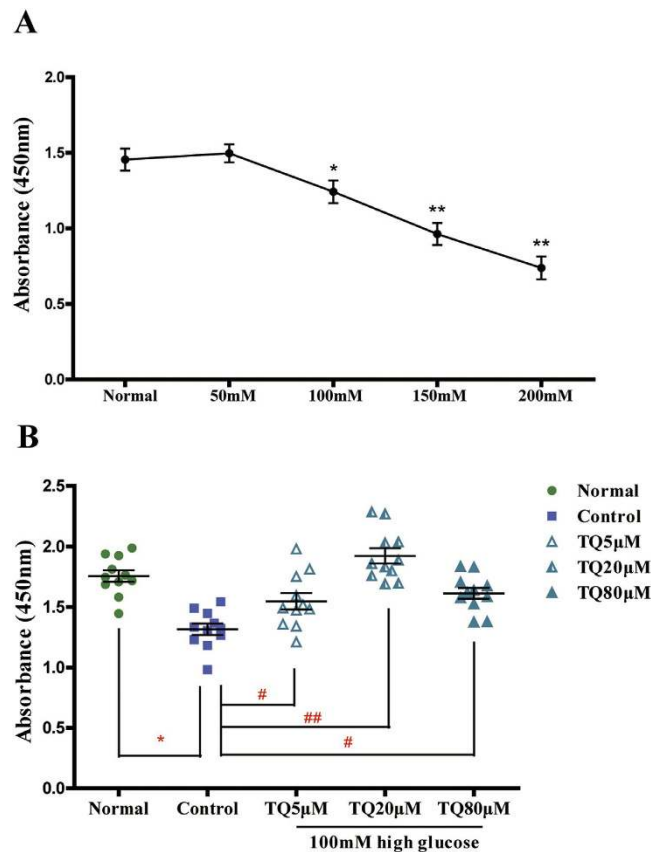 A
Absorbance (450nm)
2.0
1.5
1.0
0.5
0.0
*
**
**
Normal 50mM 100mM 150mM 200mM
B
Absorbance (450nm)
2.5
2.0
1.5
1.0
0.5
0.0
Normal
Control
TQ5μM
TQ20μM
TQ80μM
#
##
#
*
Normal Control TQ5μM TQ20μM TQ80μM
100mM high glucose